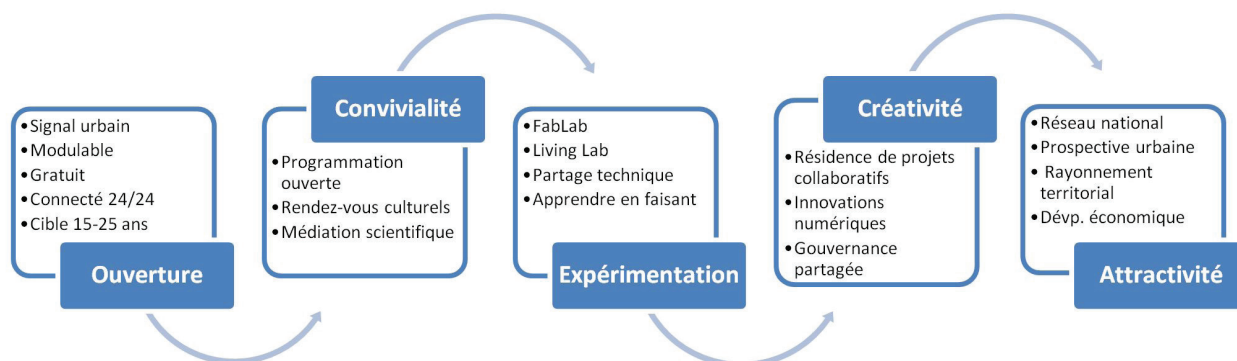 •Signal urbain
•Modulable
•Gratuit
•Connecté 24/24
•Cible 15-25 ans
Ouverture
Convivialité
•Programmation
ouverte
•Rendez-vous culturels
•Médiation scientifique
•FabLab
•Living Lab
•Partage technique
•Apprendre en faisant
Expérimentation
Créativité
•Résidence de projets
collaboratifs
•Innovations
numériques
•Gouvernance
partagée
•Réseau national
•Prospective urbaine
• Rayonnement
territorial
•Dévp. économique
Attractivité